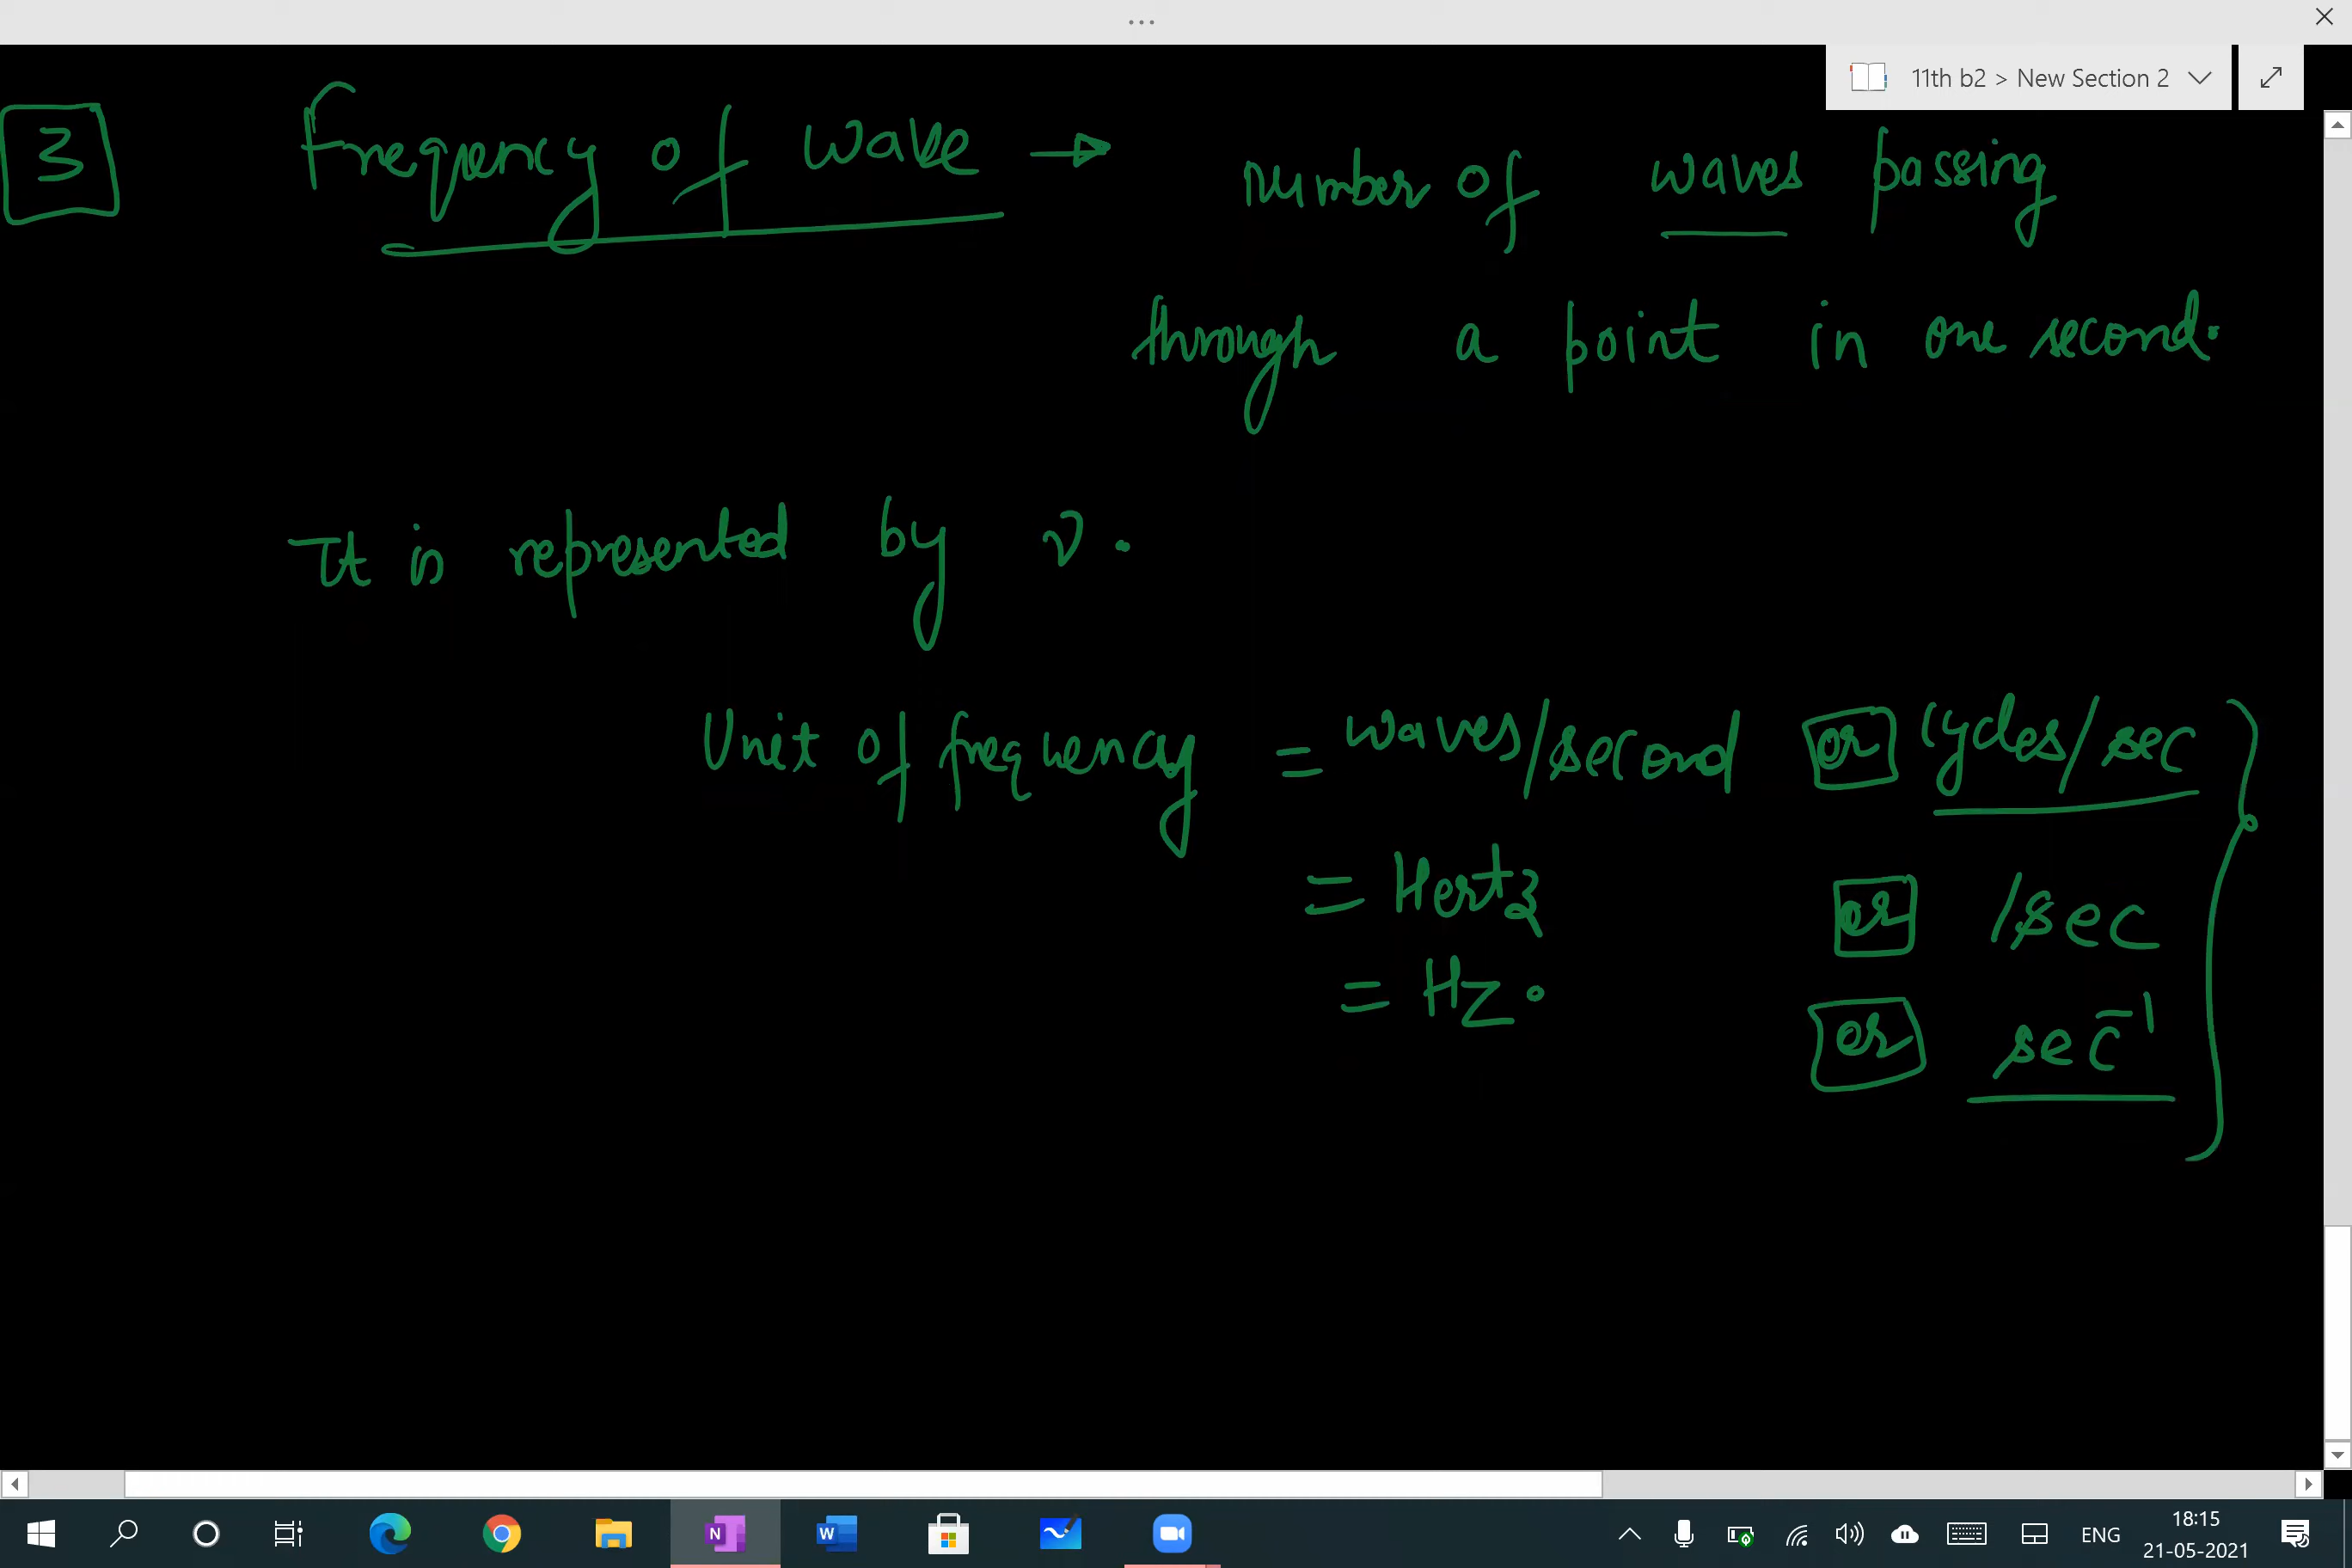 11th b2 > New Section 2
3 Frequency of wave → number of waves passing
through a point in one second.
It is represented by ν.
Unit of frequency = waves/second or cycles/sec
= Hertz or /sec
= Hz. or sec⁻¹
ENG
18:15
21-05-2021